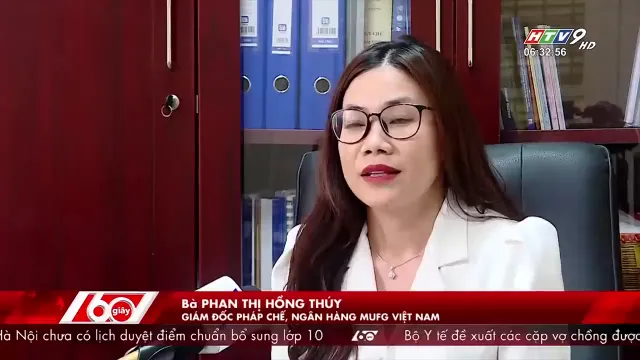 HTV9 HD
06:32:56
Bà PHAN THỊ HỒNG THÚY
GIÁM ĐỐC PHÁP CHẾ, NGÂN HÀNG MUFG VIỆT NAM
60 giây
Hà Nội chưa có lịch duyệt điểm chuẩn bổ sung lớp 10 60 giây Bộ Y tế đề xuất các cặp vợ chồng được